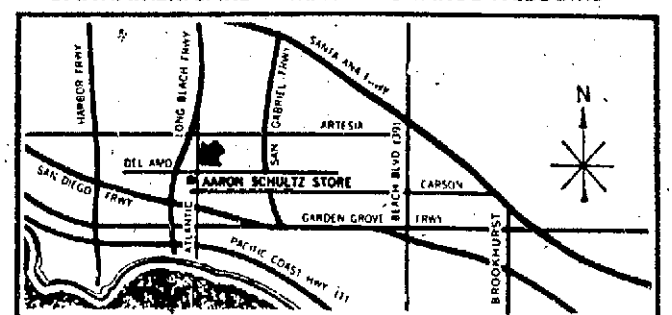 SANTA ANA FRWY
HARBOR FRWY
LONG BEACH FRWY
SAN GABRIEL FRWY
ARTESIA
BEACH BLVD (39)
N
DEL AMO
AARON SCHULTZ STORE
CARSON
SAN DIEGO FRWY
ATLANTIC
GARDEN GROVE FRWY
PACIFIC COAST HWY
BROOKHURST